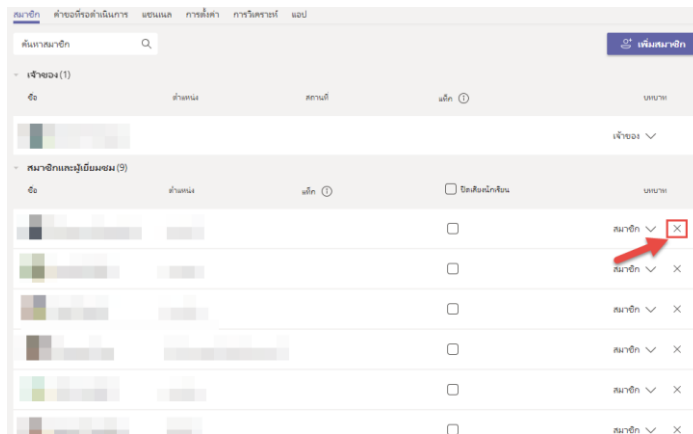 สมาชิก คำขอที่รอดำเนินการ แชนเนล การตั้งค่า การวิเคราะห์ แอป
ค้นหาสมาชิก เพิ่มสมาชิก
เจ้าของ (1)
ชื่อ ตำแหน่ง สถานที่ แท็ก บทบาท
เจ้าของ
สมาชิกและผู้เยี่ยมชม (9)
ชื่อ ตำแหน่ง แท็ก ปิดเสียงนักเรียน บทบาท
สมาชิก
สมาชิก
สมาชิก
สมาชิก
สมาชิก
สมาชิก